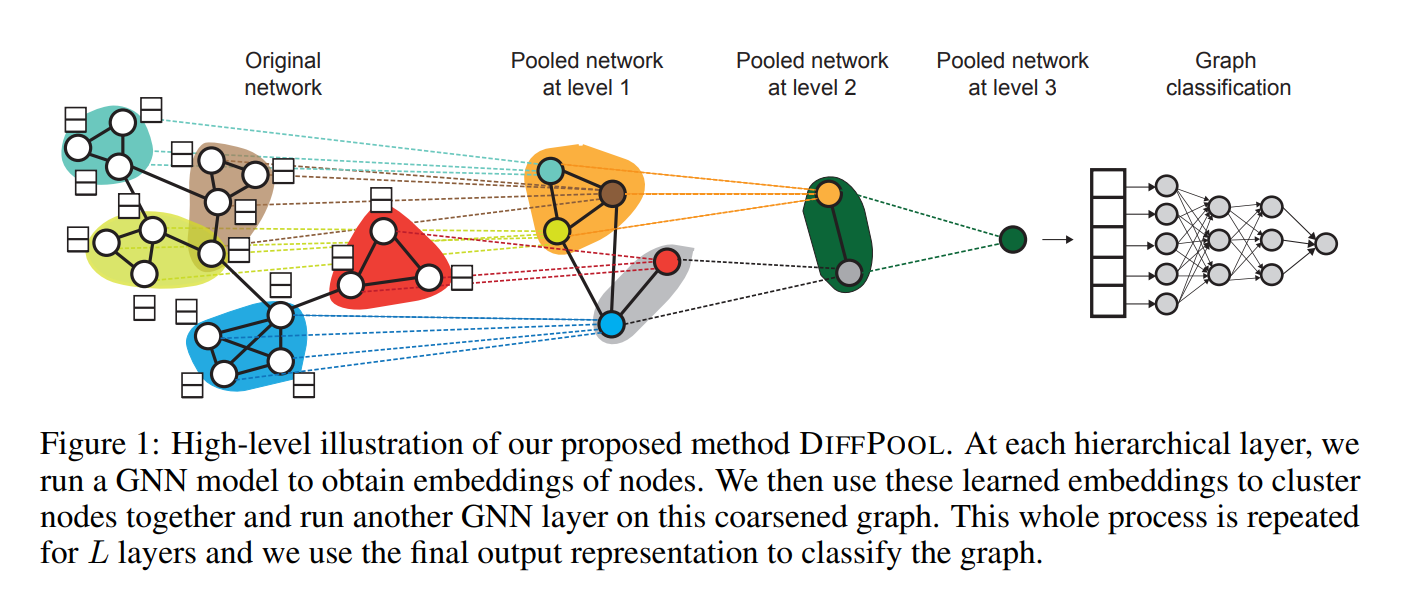 Original
network
Pooled network
at level 1
Pooled network
at level 2
Pooled network
at level 3
Graph
classification
Figure 1: High-level illustration of our proposed method DIFFPOOL. At each hierarchical layer, we
run a GNN model to obtain embeddings of nodes. We then use these learned embeddings to cluster
nodes together and run another GNN layer on this coarsened graph. This whole process is repeated
for L layers and we use the final output representation to classify the graph.